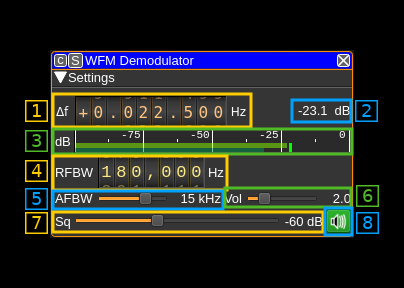 C S WFM Demodulator
Settings
1 Δf +0.022.500 Hz -23.1 dB 2
3 dB -75 -50 -25 0
4 RFBW 180,000 Hz
5 AFBW 15 kHz Vol 2.0 6
7 Sq -60 dB 8